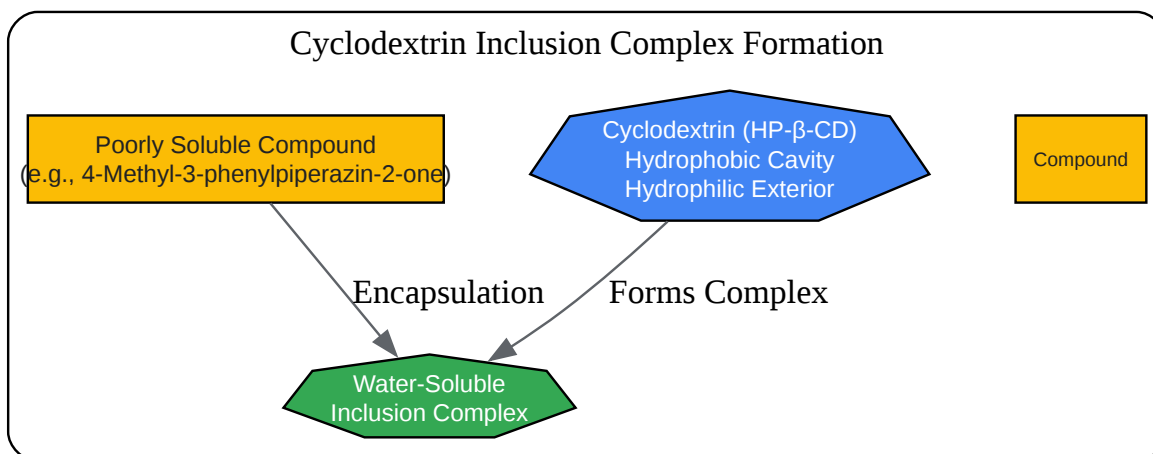 Cyclodextrin Inclusion Complex Formation
Poorly Soluble Compound
(e.g., 4-Methyl-3-phenylpiperazin-2-one)
Cyclodextrin (HP-β-CD)
Hydrophobic Cavity
Hydrophilic Exterior
Compound
Encapsulation
Forms Complex
Water-Soluble
Inclusion Complex